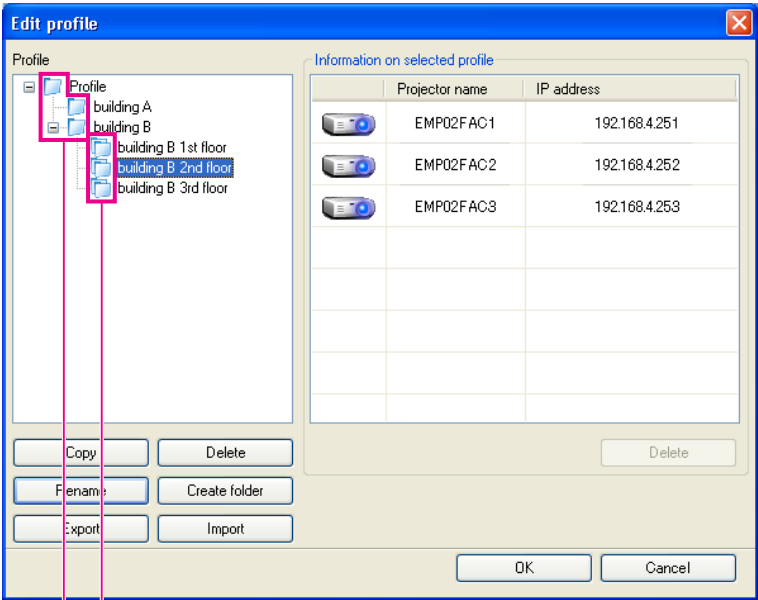 Edit profile
Profile
Profile
building A
building B
building B 1st floor
building B 2nd floor
building B 3rd floor
Copy
Delete
Rename
Create folder
Export
Import
Information on selected profile
Projector name IP address
EMP02FAC1 192.168.4.251
EMP02FAC2 192.168.4.252
EMP02FAC3 192.168.4.253
Delete
OK
Cancel